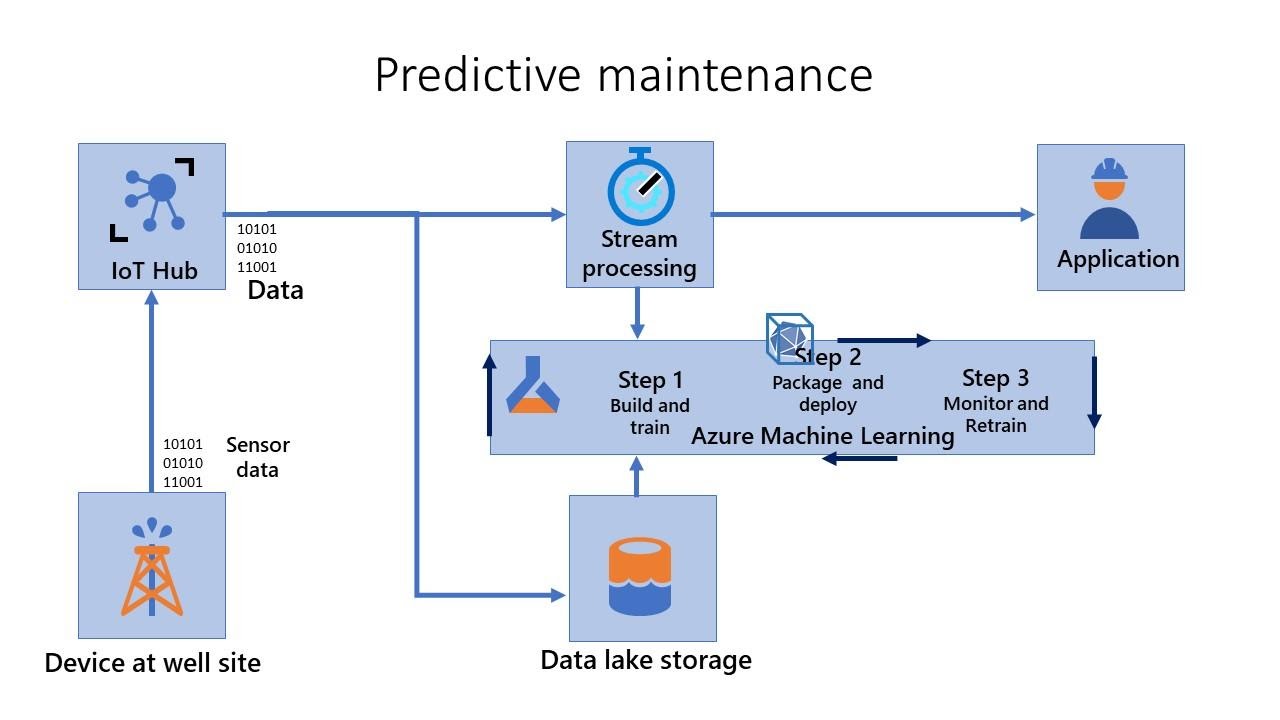 Predictive maintenance
IoT Hub
10101
01010
11001
Data
Stream
processing
Application
Step 1
Build and
train
Step 2
Package and
deploy
Step 3
Monitor and
Retrain
Azure Machine Learning
10101
01010
11001
Sensor
data
Device at well site
Data lake storage